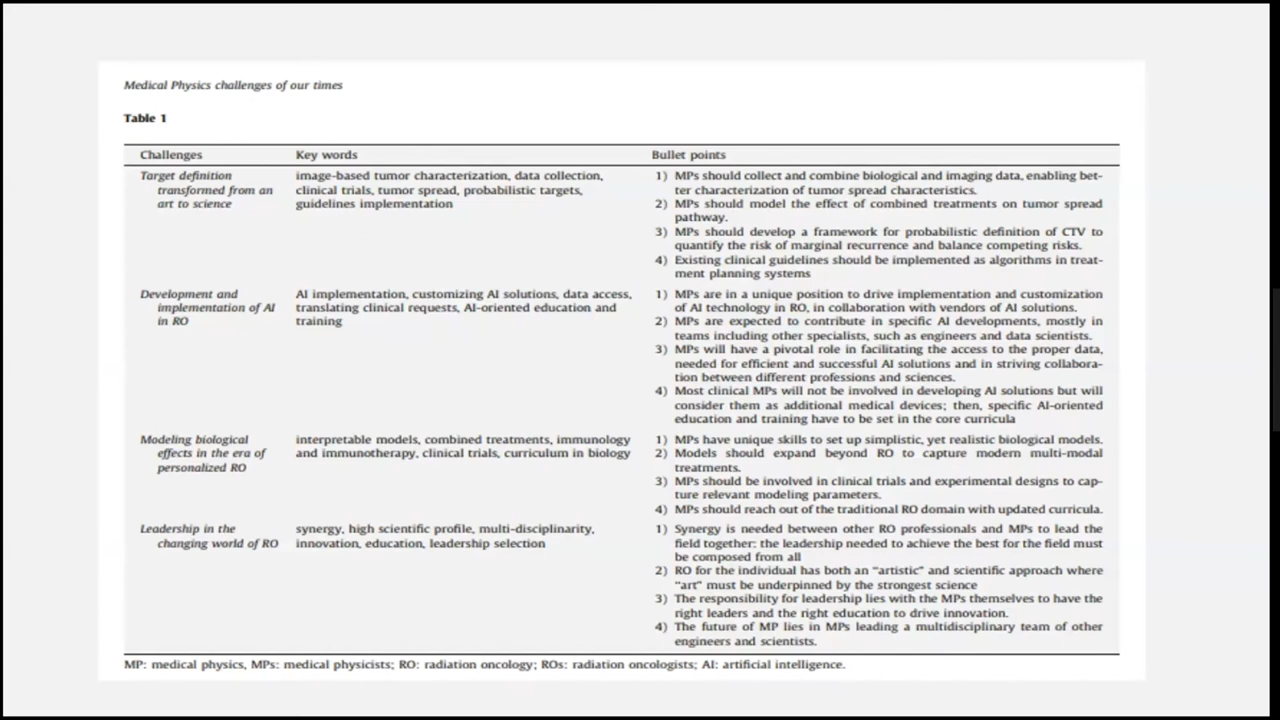 Medical Physics challenges of our times
Table 1
Challenges Key words Bullet points
Target definition transformed from an art to science
image-based tumor characterization, data collection,
clinical trials, tumor spread, probabilistic targets,
guidelines implementation
1) MPs should collect and combine biological and imaging data, enabling bet-
ter characterization of tumor spread characteristics.
2) MPs should model the effect of combined treatments on tumor spread
pathway.
3) MPs should develop a framework for probabilistic definition of CTV to
quantify the risk of marginal recurrence and balance competing risks.
4) Existing clinical guidelines should be implemented as algorithms in treat-
ment planning systems
Development and
implementation of AI
in RO
AI implementation, customizing AI solutions, data access,
translating clinical requests, AI-oriented education and
training
1) MPs are in a unique position to drive implementation and customization
of AI technology in RO, in collaboration with vendors of AI solutions.
2) MPs are expected to contribute in specific AI developments, mostly in
teams including other specialists, such as engineers and data scientists.
3) MPs will have a pivotal role in facilitating the access to the proper data,
needed for efficient and successful AI solutions and in striving collabora-
tion between different professions and sciences.
4) Most clinical MPs will not be involved in developing AI solutions but will
consider them as additional medical devices; then, specific AI-oriented
education and training have to be set in the core curricula
Modeling biological
effects in the era of
personalized RO
interpretable models, combined treatments, immunology
and immunotherapy, clinical trials, curriculum in biology
1) MPs have unique skills to set up simplistic, yet realistic biological models.
2) Models should expand beyond RO to capture modern multi-modal
treatments.
3) MPs should be involved in clinical trials and experimental designs to cap-
ture relevant modeling parameters.
4) MPs should reach out of the traditional RO domain with updated curricula.
Leadership in the
changing world of RO
synergy, high scientific profile, multi-disciplinarity,
innovation, education, leadership selection
1) Synergy is needed between other RO professionals and MPs to lead the
field together: the leadership needed to achieve the best for the field must
be composed from all
2) RO for the individual has both an "artistic" and scientific approach where
"art" must be underpinned by the strongest science
3) The responsibility for leadership lies with the MPs themselves to have the
right leaders and the right education to drive innovation.
4) The future of MP lies in MPs leading a multidisciplinary team of other
engineers and scientists.
MP: medical physics, MPs: medical physicists; RO: radiation oncology; ROs: radiation oncologists; AI: artificial intelligence.